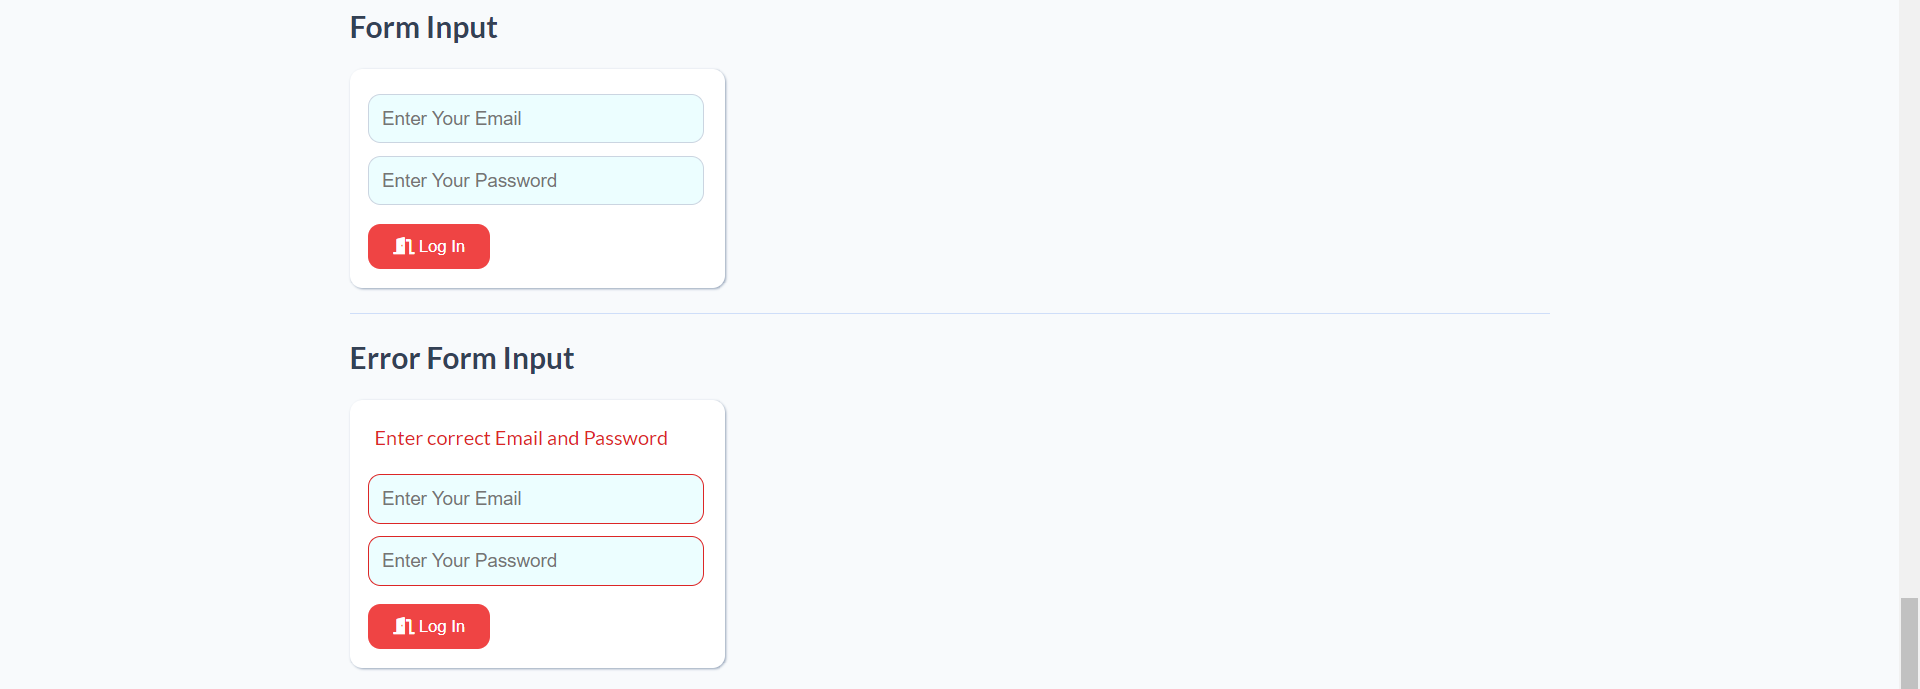 Form Input
Enter Your Email
Enter Your Password
Log In
Error Form Input
Enter correct Email and Password
Enter Your Email
Enter Your Password
Log In